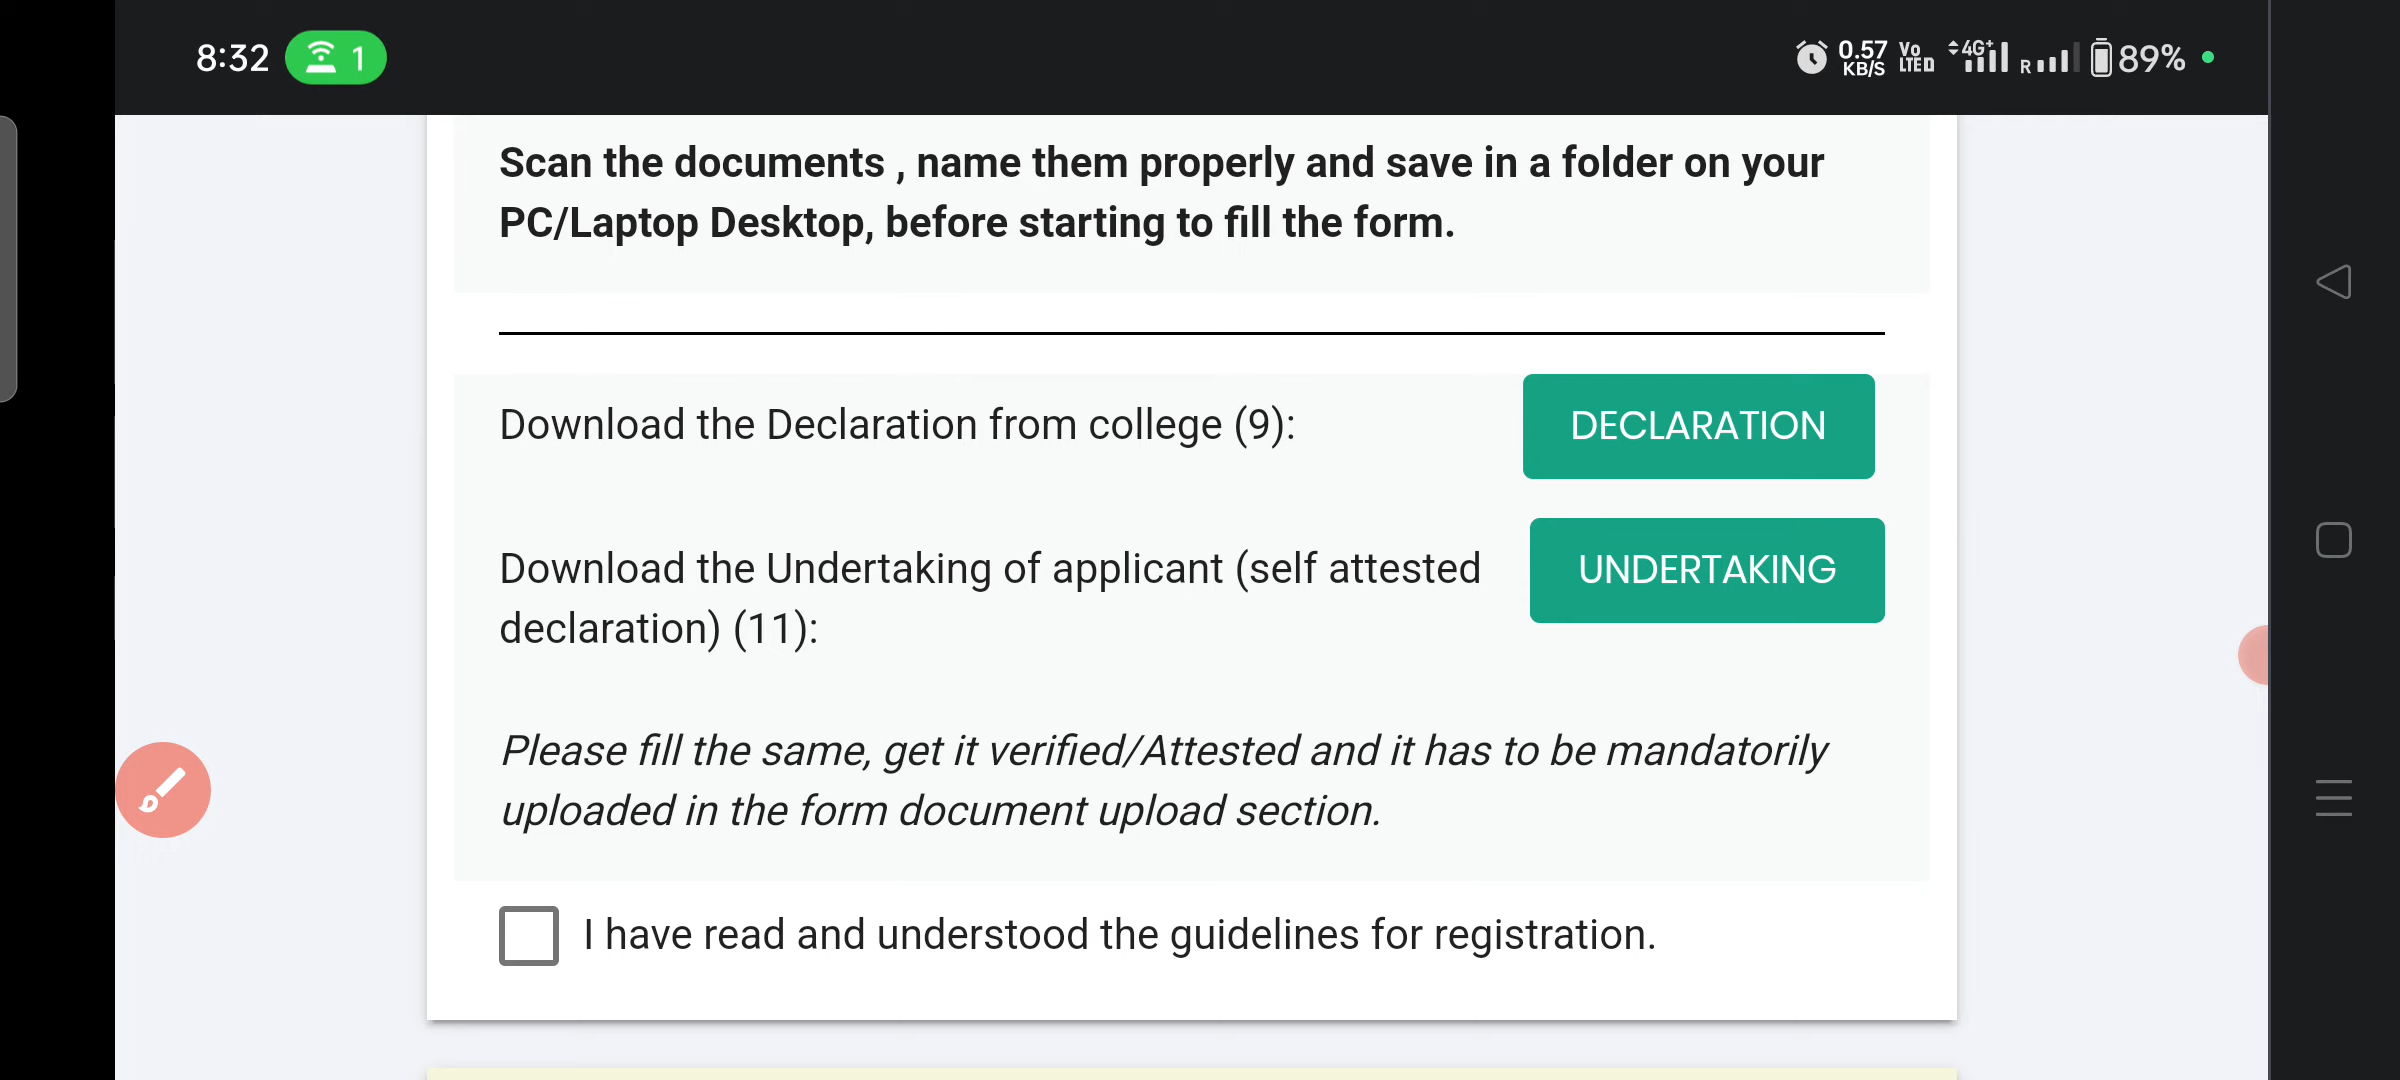 8:32 1 0.57 KB/S Vo LTE D 4G+ R 89%
Scan the documents , name them properly and save in a folder on your
PC/Laptop Desktop, before starting to fill the form.
Download the Declaration from college (9): DECLARATION
Download the Undertaking of applicant (self attested UNDERTAKING
declaration) (11):
Please fill the same, get it verified/Attested and it has to be mandatorily
uploaded in the form document upload section.
I have read and understood the guidelines for registration.